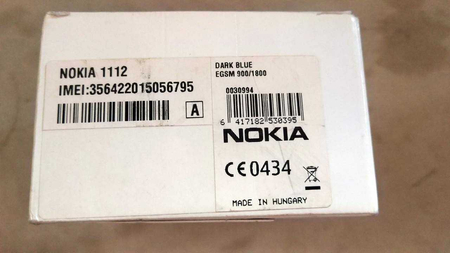 NOKIA 1112
IMEI:356422015056795
A
DARK BLUE
EGSM 900/1800
0030994
6 417182 530395
NOKIA
CE0434
MADE IN HUNGARY